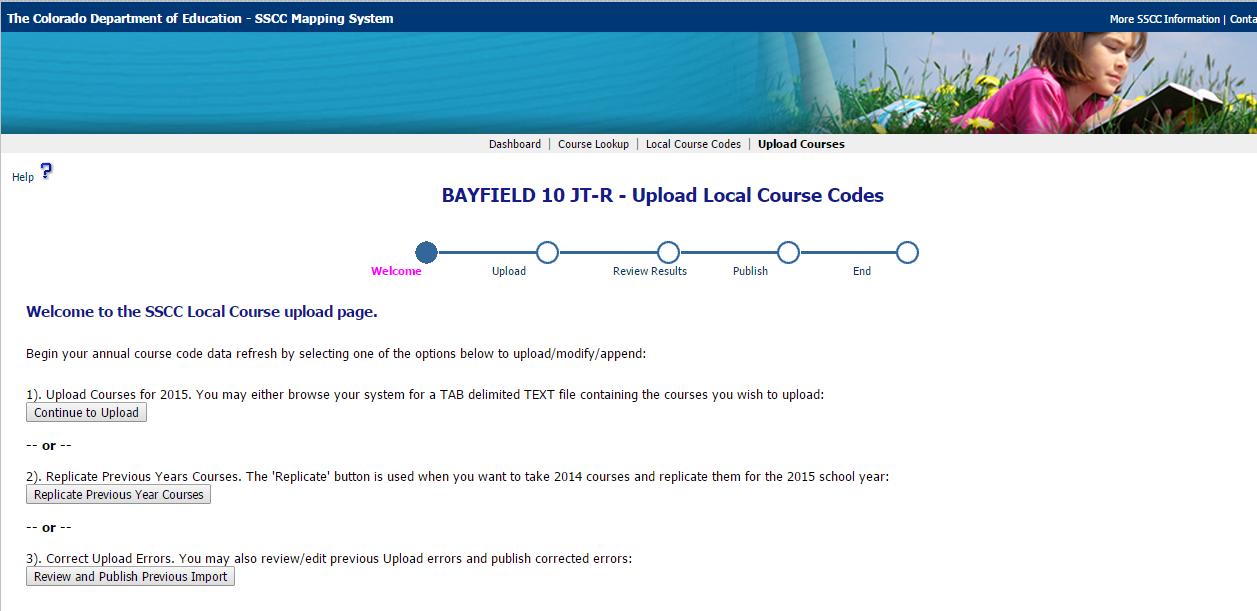 The Colorado Department of Education - SSCC Mapping System
More SSCC Information |
Dashboard | Course Lookup | Local Course Codes | Upload Courses
Help ?
BAYFIELD 10 JT-R - Upload Local Course Codes
Welcome Upload Review Results Publish End
Welcome to the SSCC Local Course upload page.
Begin your annual course code data refresh by selecting one of the options below to upload/modify/append:
1). Upload Courses for 2015. You may either browse your system for a TAB delimited TEXT file containing the courses you wish to upload:
Continue to Upload
-- or --
2). Replicate Previous Years Courses. The 'Replicate' button is used when you want to take 2014 courses and replicate them for the 2015 school year:
Replicate Previous Year Courses
-- or --
3). Correct Upload Errors. You may also review/edit previous Upload errors and publish corrected errors:
Review and Publish Previous Import